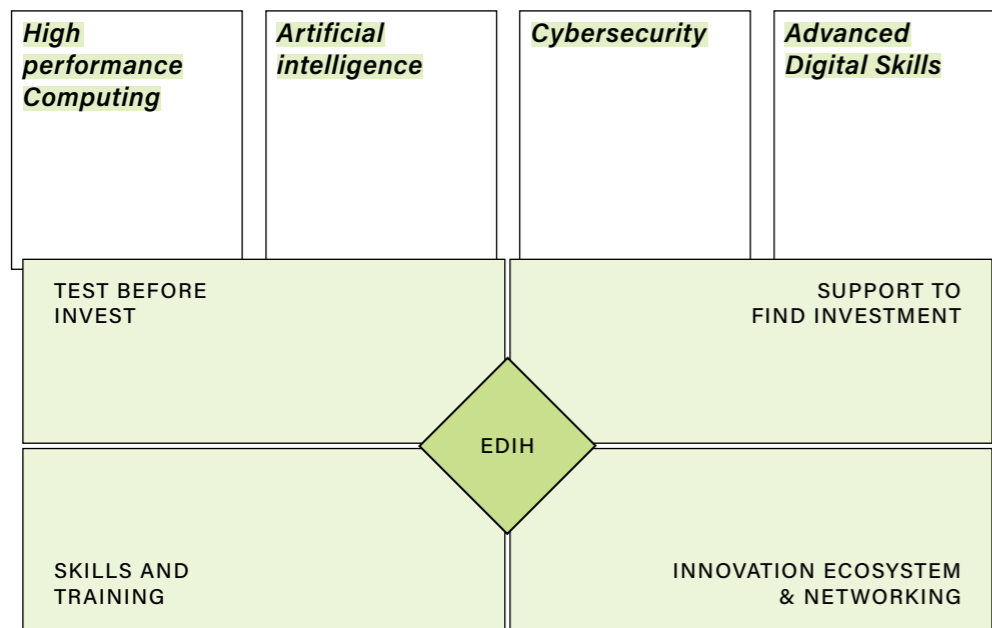 High
performance
Computing
Artificial
intelligence
Cybersecurity
Advanced
Digital Skills
TEST BEFORE
INVEST
SUPPORT TO
FIND INVESTMENT
EDIH
SKILLS AND
TRAINING
INNOVATION ECOSYSTEM
& NETWORKING